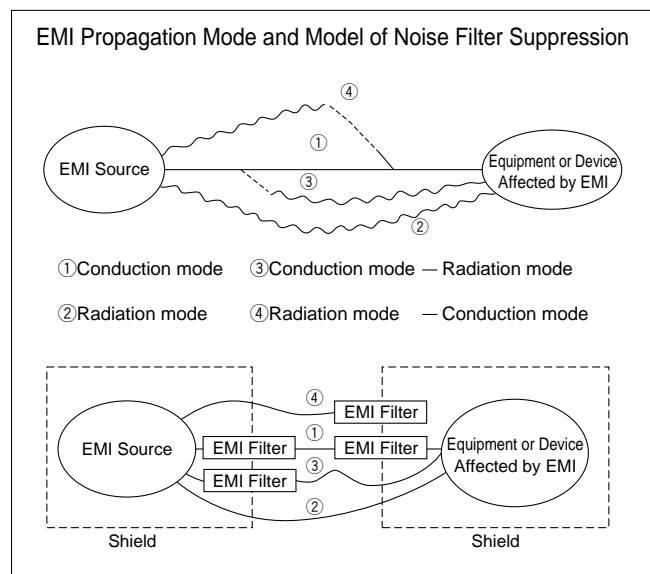 EMI Propagation Mode and Model of Noise Filter Suppression
④
①
EMI Source
Equipment or Device
Affected by EMI
③
②
①Conduction mode ③Conduction mode — Radiation mode
②Radiation mode ④Radiation mode — Conduction mode
④
EMI Filter
①
EMI Source
EMI Filter
EMI Filter
Equipment or Device
Affected by EMI
③
EMI Filter
②
Shield
Shield